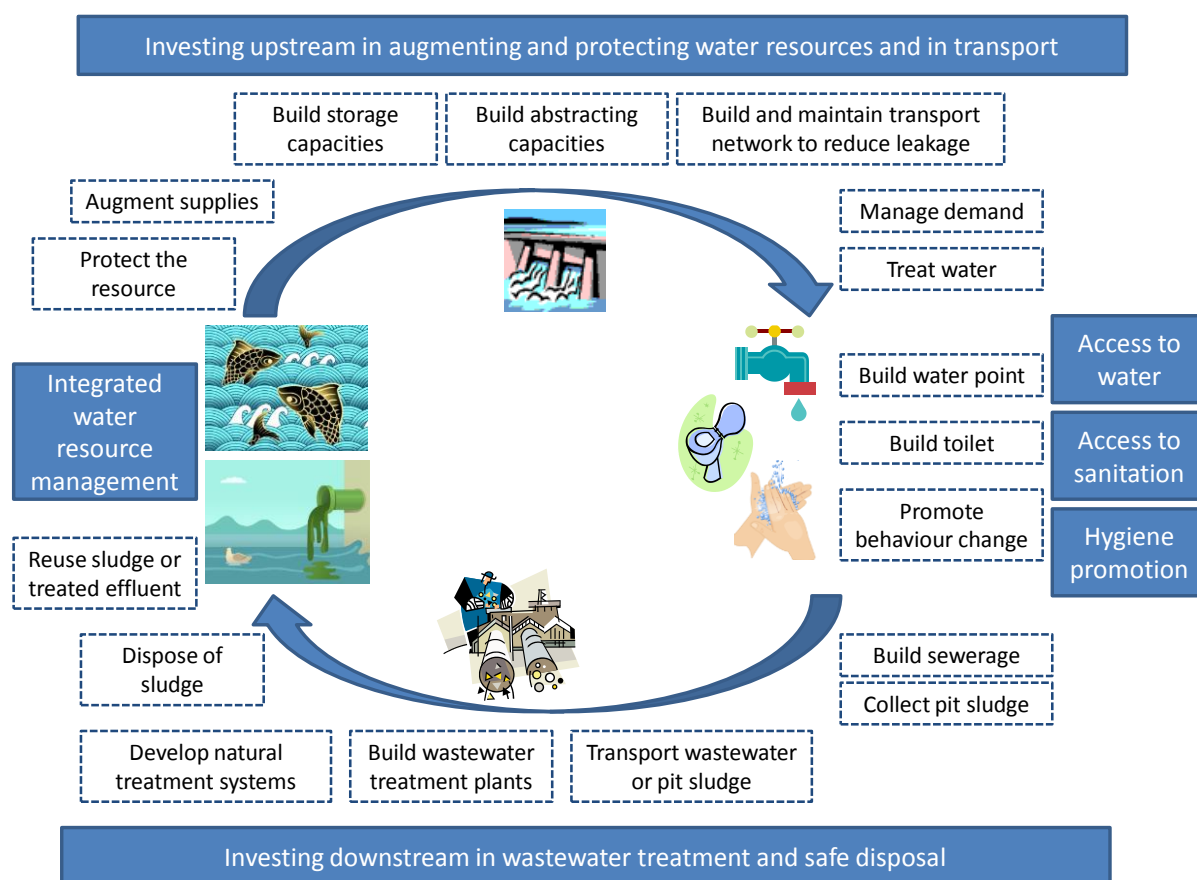 Investing upstream in augmenting and protecting water resources and in transport
Build storage
capacities
Build abstracting
capacities
Build and maintain transport
network to reduce leakage
Augment supplies
Manage demand
Protect the
resource
Treat water
Integrated
water
resource
management
Build water point
Access to
water
Build toilet
Access to
sanitation
Promote
behaviour change
Hygiene
promotion
Reuse sludge or
treated effluent
Dispose of
sludge
Build sewerage
Collect pit sludge
Develop natural
treatment systems
Build wastewater
treatment plants
Transport wastewater
or pit sludge
Investing downstream in wastewater treatment and safe disposal